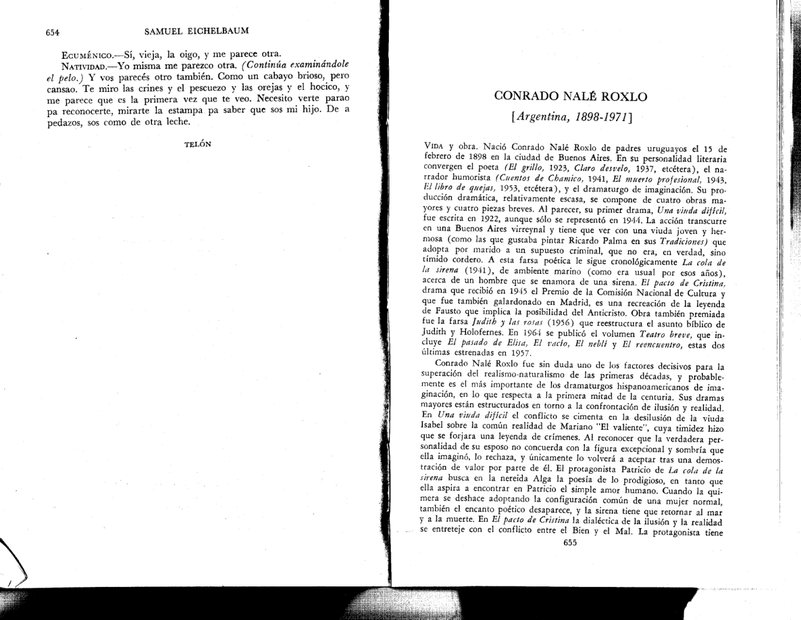 654
SAMUEL EICHELBAUM
ECUMÉNICO.—Sí, vieja, la oigo, y me parece otra.
NATIVIDAD.—Yo misma me parezco otra. (Continúa examinándole
el pelo.) Y vos parecés otro también. Como un cabayo brioso, pero
cansao. Te miro las crines y el pescuezo y las orejas y el hocico, y
me parece que es la primera vez que te veo. Necesito verte parao
pa reconocerte, mirarte la estampa pa saber que sos mi hijo. De a
pedazos, sos como de otra leche.
TELÓN
CONRADO NALÉ ROXLO
[Argentina, 1898-1971]
VIDA y obra. Nació Conrado Nalé Roxlo de padres uruguayos el 15 de
febrero de 1898 en la ciudad de Buenos Aires. En su personalidad literaria
convergen el poeta (El grillo, 1923, Claro desvelo, 1937, etcétera), el na-
rrador humorista (Cuentos de Chamico, 1941, El muerto profesional, 1943,
El libro de quejas, 1953, etcétera), y el dramaturgo de imaginación. Su pro-
ducción dramática, relativamente escasa, se compone de cuatro obras ma-
yores y cuatro piezas breves. Al parecer, su primer drama, Una viuda difícil,
fue escrita en 1922, aunque sólo se representó en 1944. La acción transcurre
en una Buenos Aires virreynal y tiene que ver con una viuda joven y her-
mosa (como las que gustaba pintar Ricardo Palma en sus Tradiciones) que
adopta por marido a un supuesto criminal, que no era, en verdad, sino
tímido cordero. A esta farsa poética le sigue cronológicamente La cola de
la sirena (1941), de ambiente marino (como era usual por esos años),
acerca de un hombre que se enamora de una sirena. El pacto de Cristina,
drama que recibió en 1945 el Premio de la Comisión Nacional de Cultura y
que fue también galardonado en Madrid, es una recreación de la leyenda
de Fausto que implica la posibilidad del Anticristo. Obra también premiada
fue la farsa Judith y las rosas (1956) que reestructura el asunto bíblico de
Judith y Holofernes. En 1964 se publicó el volumen Teatro breve, que in-
cluye El pasado de Elisa, El vacío, El neblí y El reencuentro, estas dos
últimas estrenadas en 1957.
Conrado Nalé Roxlo fue sin duda uno de los factores decisivos para la
superación del realismo-naturalismo de las primeras décadas, y probable-
mente es el más importante de los dramaturgos hispanoamericanos de ima-
ginación, en lo que respecta a la primera mitad de la centuria. Sus dramas
mayores están estructurados en torno a la confrontación de ilusión y realidad.
En Una viuda difícil el conflicto se cimenta en la desilusión de la viuda
Isabel sobre la común realidad de Mariano "El valiente", cuya timidez hizo
que se forjara una leyenda de crímenes. Al reconocer que la verdadera per-
sonalidad de su esposo no concuerda con la figura excepcional y sombría que
ella imaginó, lo rechaza, y únicamente lo volverá a aceptar tras una demos-
tración de valor por parte de él. El protagonista Patricio de La cola de la
sirena busca en la nereida Alga la poesía de lo prodigioso, en tanto que
ella aspira a encontrar en Patricio el simple amor humano. Cuando la qui-
mera se deshace adoptando la configuración común de una mujer normal,
también el encanto poético desaparece, y la sirena tiene que retornar al mar
y a la muerte. En El pacto de Cristina la dialéctica de la ilusión y la realidad
se entreteje con el conflicto entre el Bien y el Mal. La protagonista tiene
655